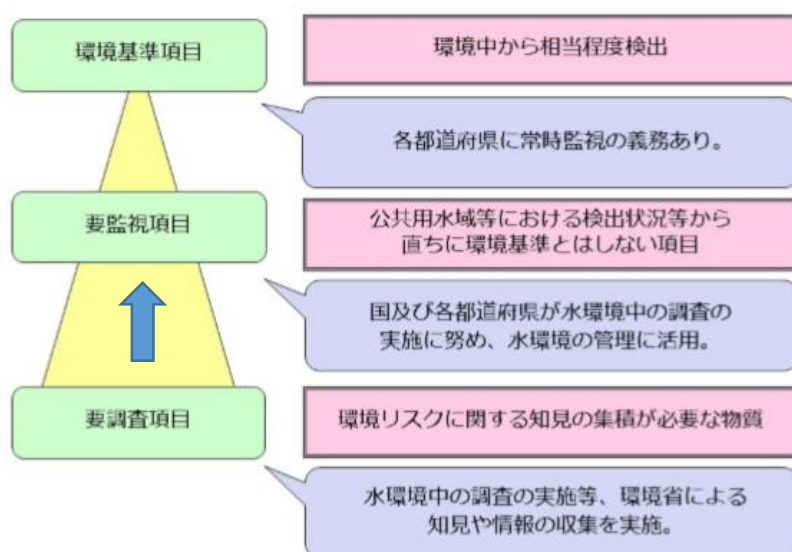 環境基準項目
環境中から相当程度検出
各都道府県に常時監視の義務あり。
要監視項目
公共用水域等における検出状況等から
直ちに環境基準とはしない項目
国及び各都道府県が水環境中の調査の
実施に努め、水環境の管理に活用。
要調査項目
環境リスクに関する知見の集積が必要な物質
水環境中の調査の実施等、環境省による
知見や情報の収集を実施。